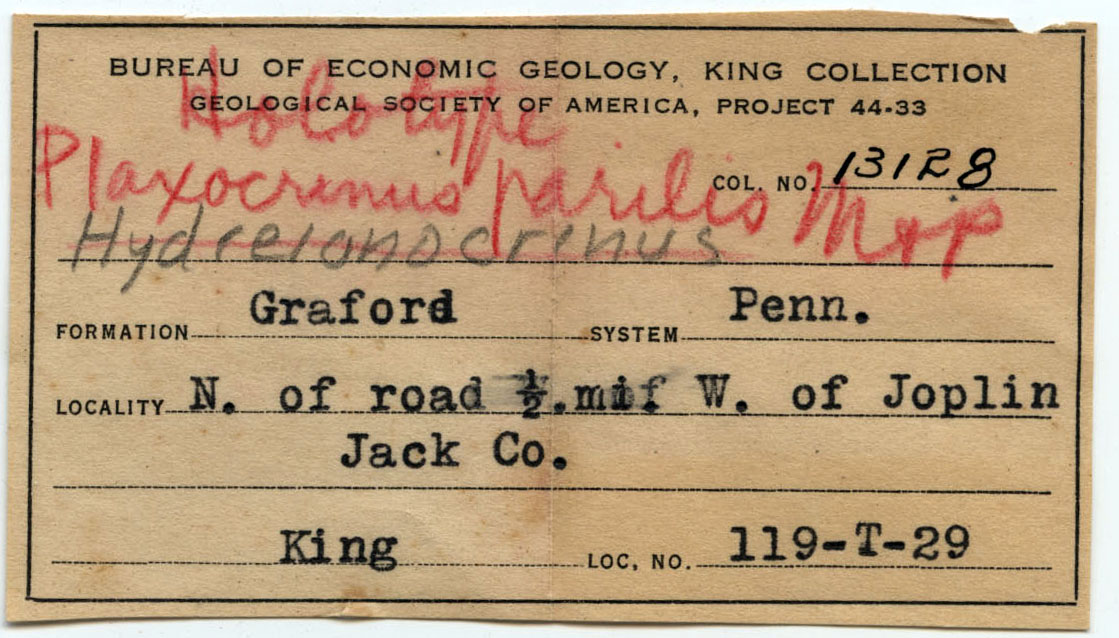 BUREAU OF ECONOMIC GEOLOGY, KING COLLECTION
GEOLOGICAL SOCIETY OF AMERICA, PROJECT 44-33
Holotype
COL. NO. 13128
Plaxocrinus parilis M+P
Hydreionocrinus
FORMATION Graford SYSTEM Penn.
LOCALITY N. of road ½ mi W. of Joplin
Jack Co.
King LOC, NO. 119-T-29